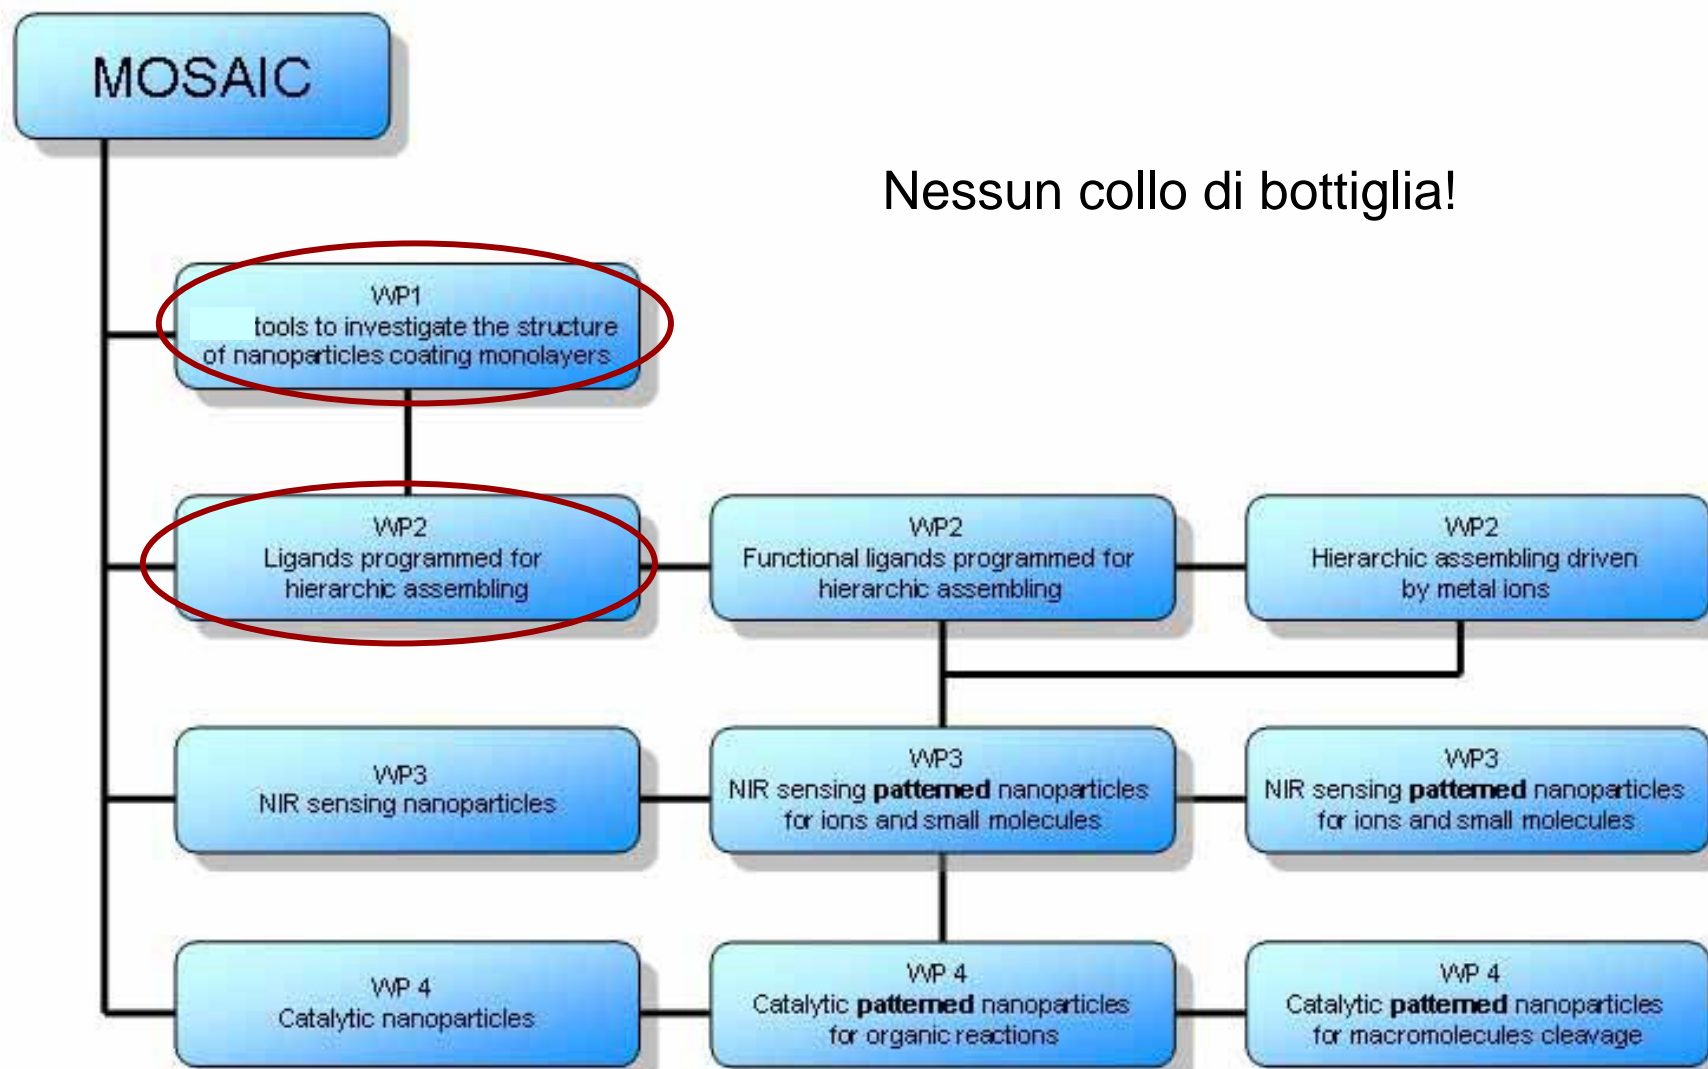 MOSAIC
Nessun collo di bottiglia!
WP1
tools to investigate the structure
of nanoparticles coating monolayers
WP2
Ligands programmed for
hierarchic assembling
WP2
Functional ligands programmed for
hierarchic assembling
WP2
Hierarchic assembling driven
by metal ions
WP3
NIR sensing nanoparticles
WP3
NIR sensing patterned nanoparticles
for ions and small molecules
WP3
NIR sensing patterned nanoparticles
for ions and small molecules
WP 4
Catalytic nanoparticles
WP 4
Catalytic patterned nanoparticles
for organic reactions
WP 4
Catalytic patterned nanoparticles
for macromolecules cleavage